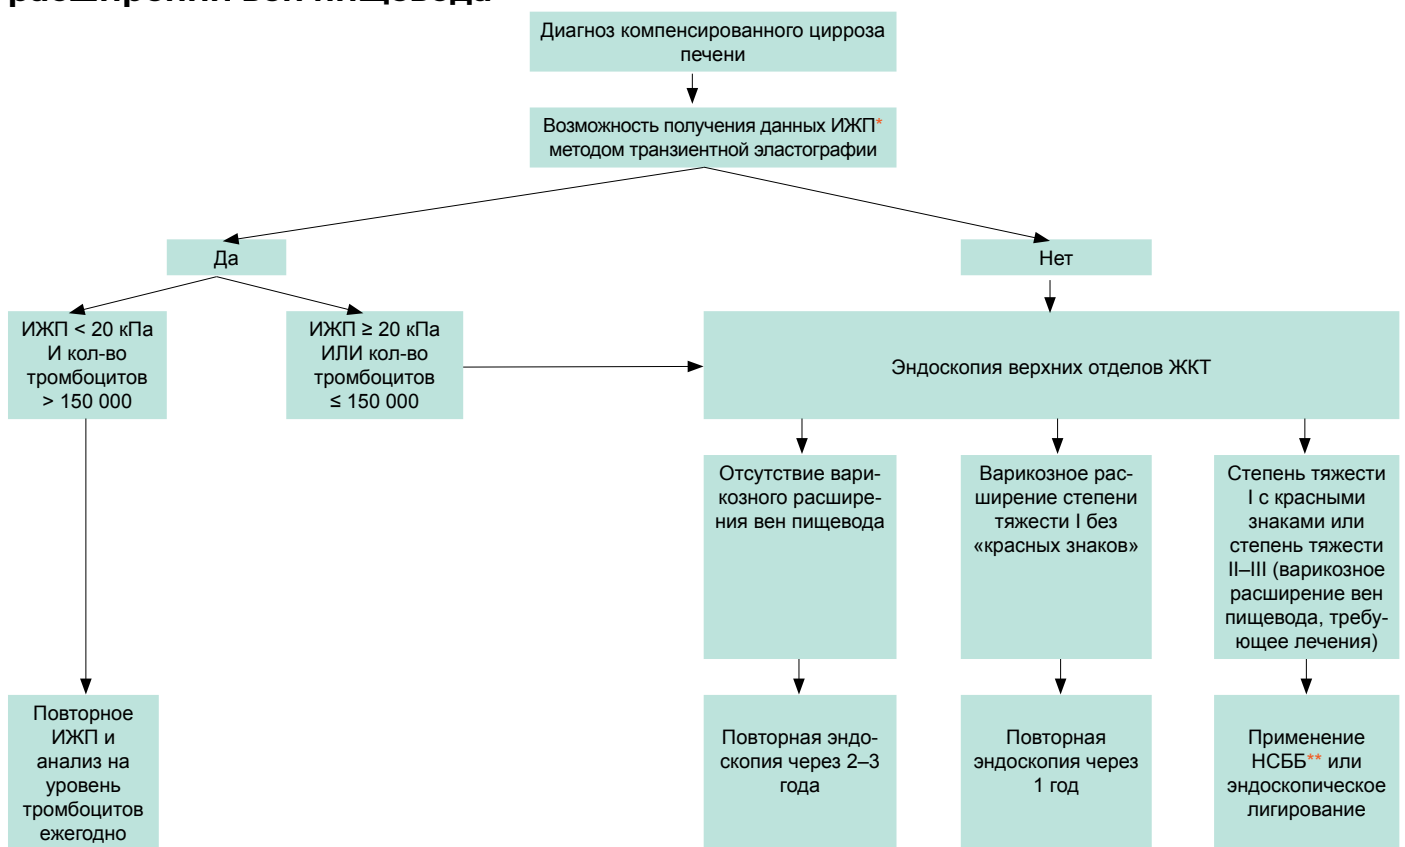 расширении вен пищевода
Диагноз компенсированного цирроза
печени
Возможность получения данных ИЖП*
методом транзиентной эластографии
Да
Нет
ИЖП < 20 кПа
И кол-во
тромбоцитов
> 150 000
ИЖП ≥ 20 кПа
ИЛИ кол-во
тромбоцитов
≤ 150 000
Эндоскопия верхних отделов ЖКТ
Отсутствие вари-
козного расшире-
ния вен пищевода
Варикозное рас-
ширение степени
тяжести I без
«красных знаков»
Степень тяжести
I с красными
знаками или
степень тяжести
II–III (варикозное
расширение вен
пищевода, требу-
ющее лечения)
Повторное
ИЖП и
анализ на
уровень
тромбоцитов
ежегодно
Повторная эндо-
скопия через 2–3
года
Повторная
эндоскопия через
1 год
Применение
НСББ** или
эндоскопическое
лигирование